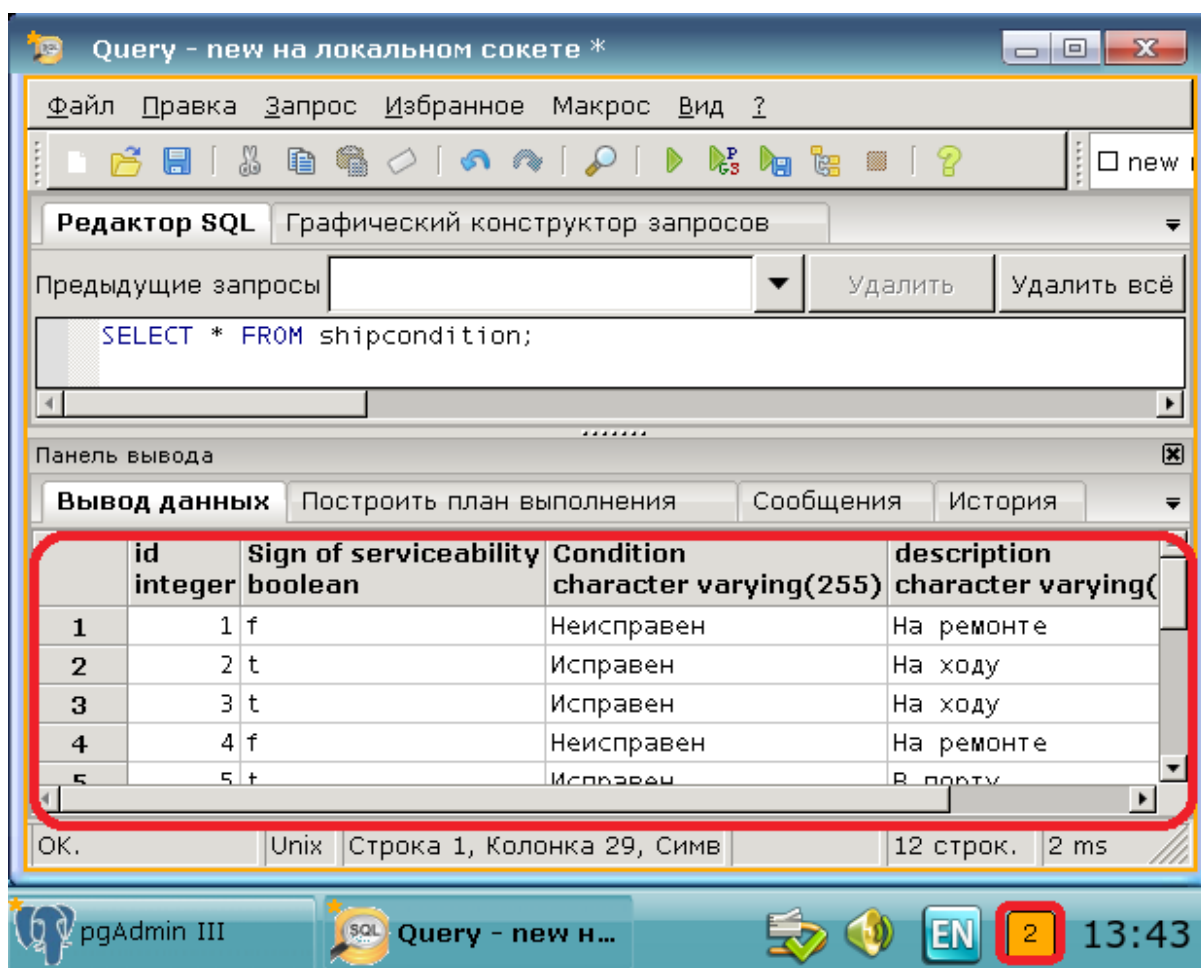 Query - new на локальном сокете *
Файл Правка Запрос Избранное Макрос Вид ?
new
Редактор SQL Графический конструктор запросов
Предыдущие запросы Удалить Удалить всё
SELECT * FROM shipcondition;
Панель вывода
Вывод данных Построить план выполнения Сообщения История
id Sign of serviceability Condition description
integer boolean character varying(255) character varying(
1 1 f Неисправен На ремонте
2 2 t Исправен На ходу
3 3 t Исправен На ходу
4 4 f Неисправен На ремонте
5 5 t Исправен В порту
OK. Unix Строка 1, Колонка 29, Симв 12 строк. 2 ms
pgAdmin III Query - new н... EN 2 13:43